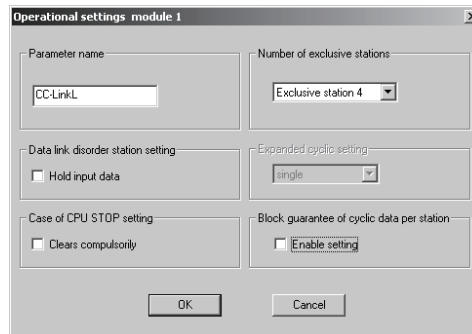 Operational settings module 1
Parameter name
CC-LinkL
Number of exclusive stations
Exclusive station 4
Data link disorder station setting
Hold input data
Expanded cyclic setting
single
Case of CPU STOP setting
Clears compulsorily
Block guarantee of cyclic data per station
Enable setting
OK
Cancel